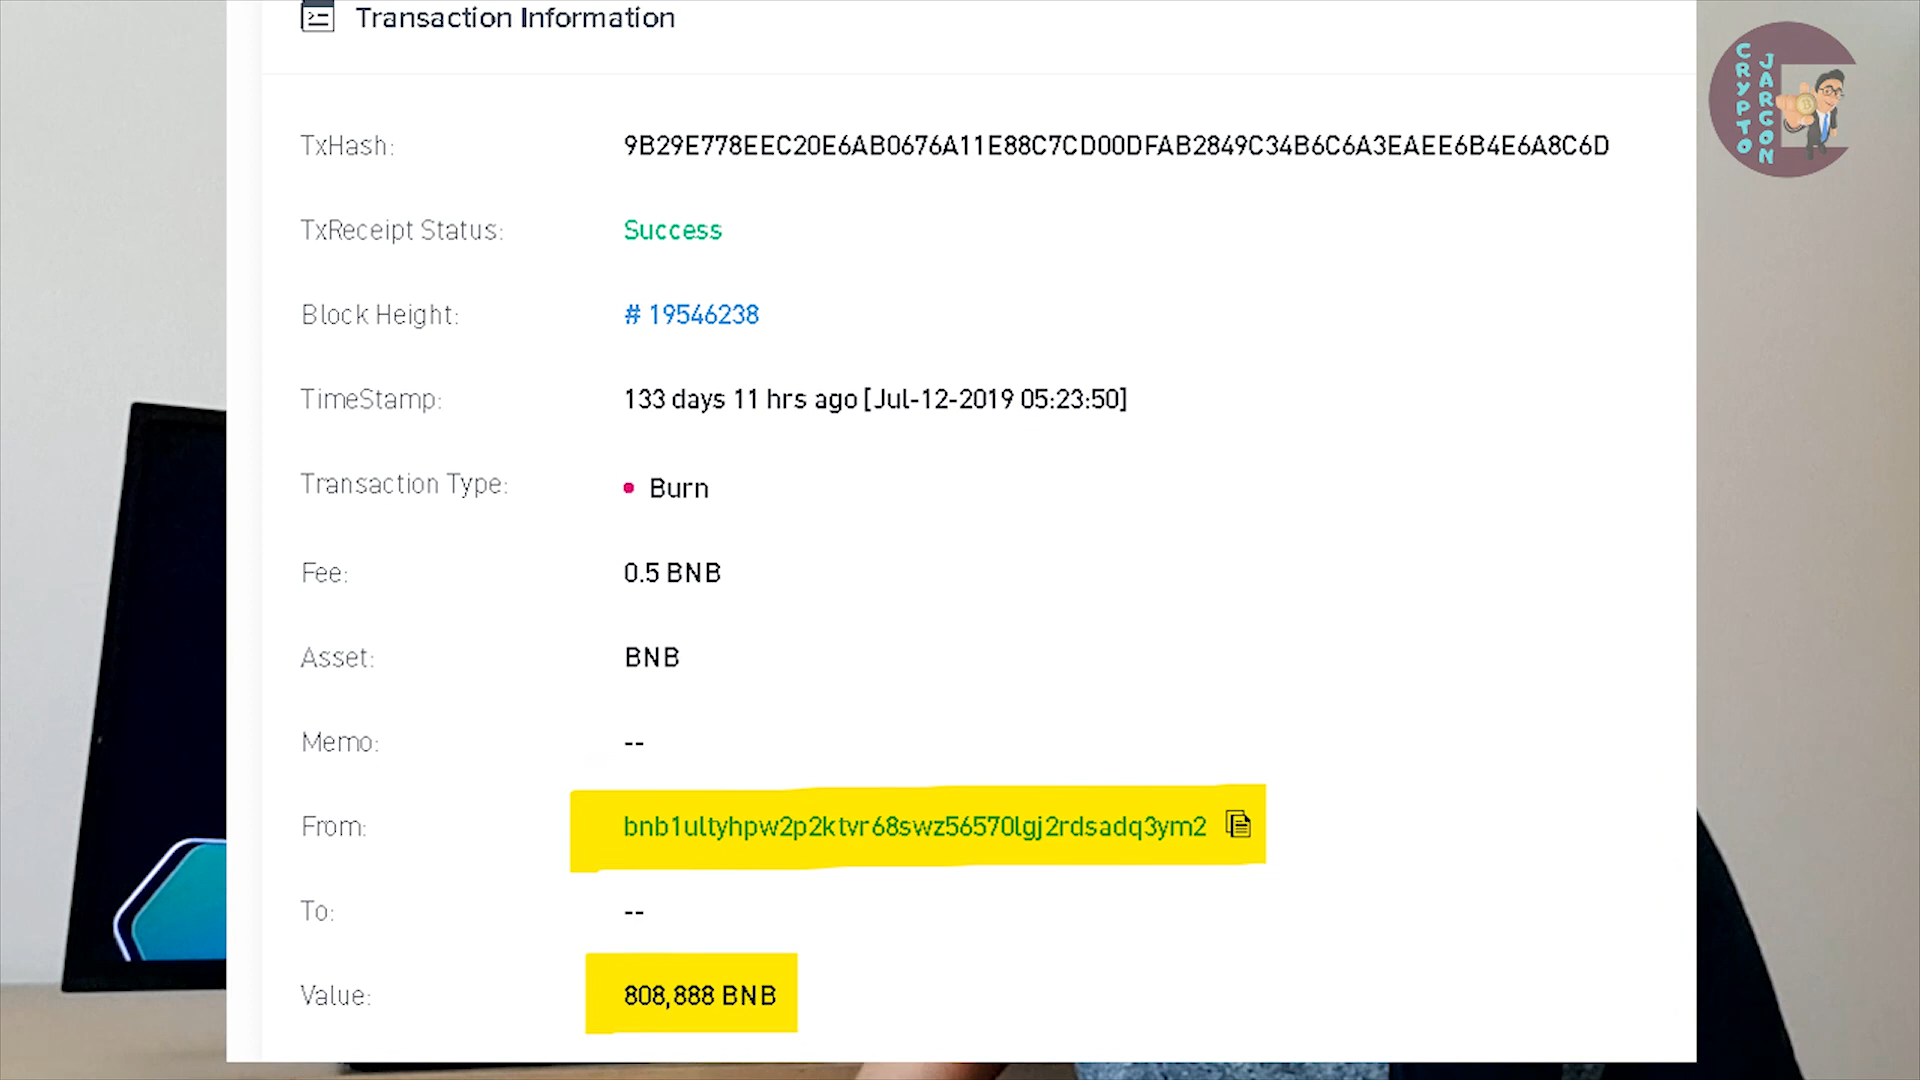 Transaction Information
TxHash: 9B29E778EEC20E6AB0676A11E88C7CD00DFAB2849C34B6C6A3EAEE6B4E6A8C6D
TxReceipt Status: Success
Block Height: # 19546238
TimeStamp: 133 days 11 hrs ago [Jul-12-2019 05:23:50]
Transaction Type: Burn
Fee: 0.5 BNB
Asset: BNB
Memo: --
From: bnb1ultyhpw2p2ktvr68swz56570lgj2rdsadq3ym2
To: --
Value: 808,888 BNB
CRYPTO
JARGON